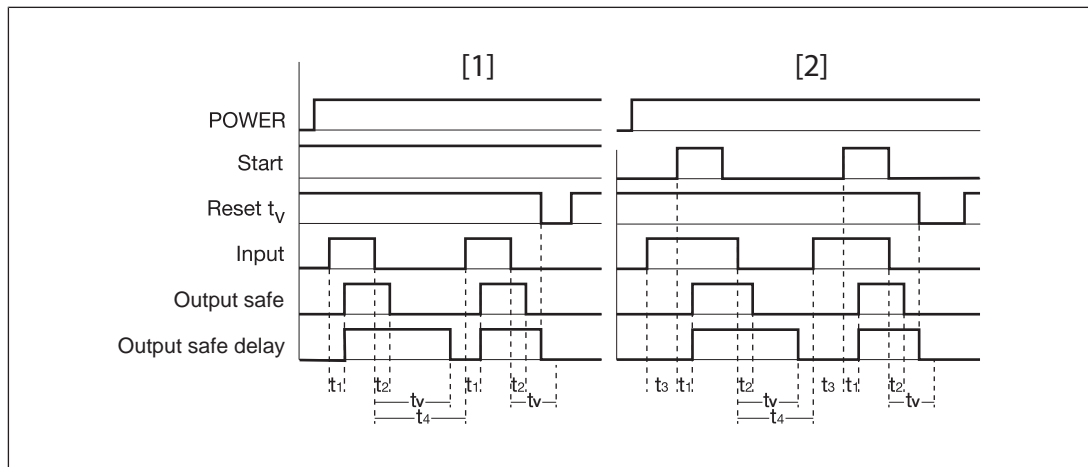 [1] [2]
POWER
Start
Reset tV
Input
Output safe
Output safe delay
t1 t2 t1 t2 t3 t1 t2 t3 t1 t2
tv tv tv tv
t4 t4